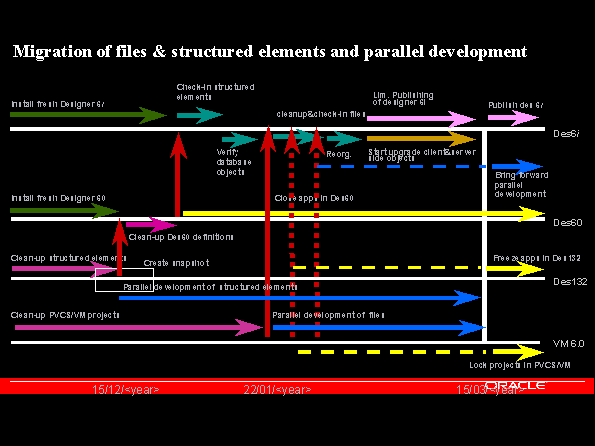 Migration of files & structured elements and parallel development
Check-in structured
elements
Install fresh Designer 6i
cleanup&check-in files
Lim. Publishing
of designer 6i
Publish des 6i
Des6i
Verify
database
objects
Reorg.
Start upgrade client&server
side objects
Bring forward
parallel
development
Install fresh Designer 60
Close apps in Des60
Des60
Clean-up Des60 definitions
Clean-up structured elements
Create snapshot
Freeze apps in Des132
Des132
Parallel development of structured elements
Clean-up PVCS/VM projects
Parallel development of files
VM 6.0
Lock projects in PVCS/VM
15/12/<year>
22/01/<year>
15/03/<year>
ORACLE